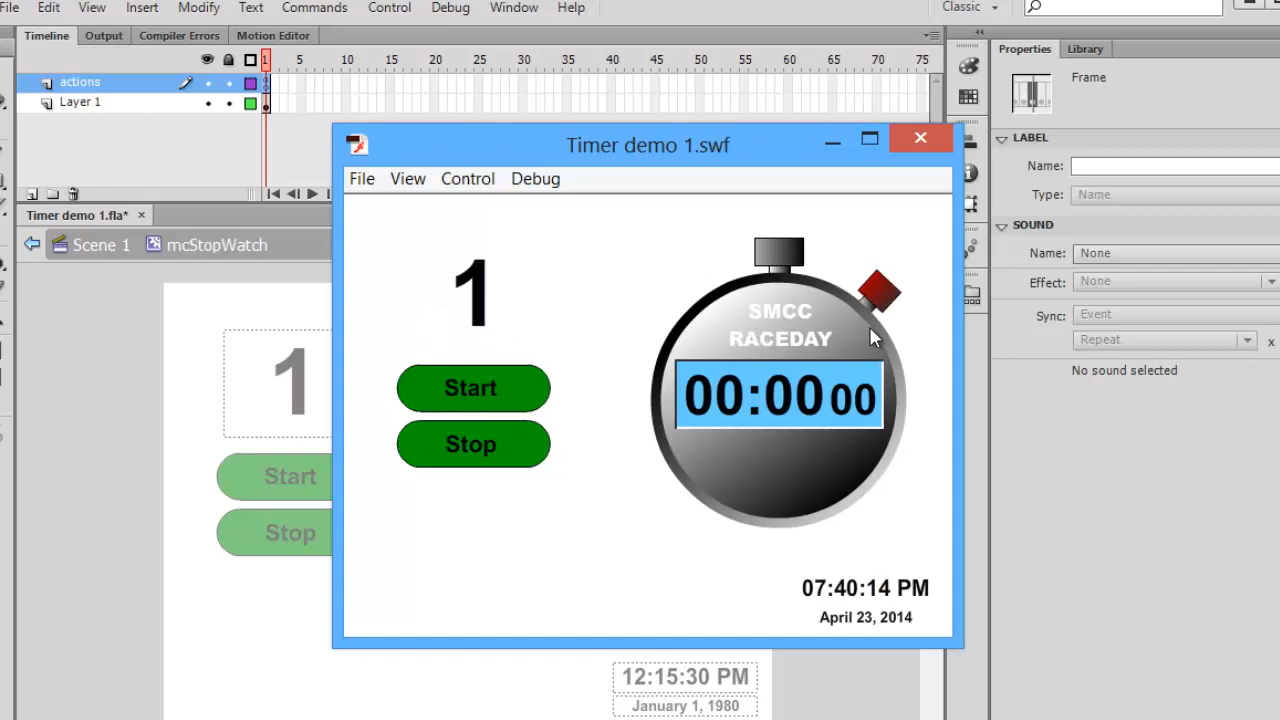 File Edit View Insert Modify Text Commands Control Debug Window Help Classic
Timeline Output Compiler Errors Motion Editor
Properties Library
1 5 10 15 20 25 30 35 40 45 50 55 60 65 70 75
actions
Layer 1
Frame
LABEL
Name:
Type: Name
SOUND
Name: None
Effect: None
Sync: Event
Repeat x
No sound selected
Timer demo 1.fla* ×
Scene 1 mcStopWatch
1
Start
Stop
12:15:30 PM
January 1, 1980
Timer demo 1.swf
File View Control Debug
1
Start
Stop
SMCC
RACEDAY
00:00 00
07:40:14 PM
April 23, 2014